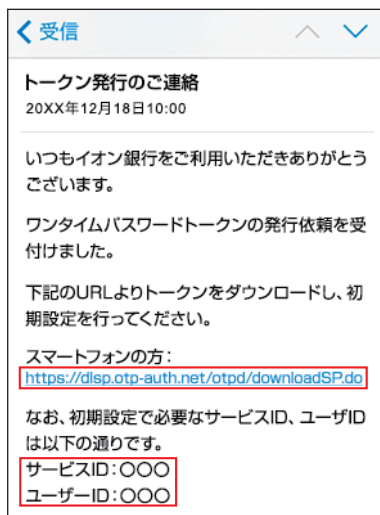 受信
トークン発行のご連絡
20XX年12月18日10:00
いつもイオン銀行をご利用いただきありがとう
ございます。
ワンタイムパスワードトークンの発行依頼を受
付けました。
下記のURLよりトークンをダウンロードし、初
期設定を行ってください。
スマートフォンの方：
https://dlsp.otp-auth.net/otpd/downloadSP.do
なお、初期設定で必要なサービスID、ユーザID
は以下の通りです。
サービスID：〇〇〇
ユーザーID：〇〇〇